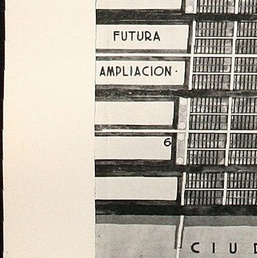 FUTURA
AMPLIACION·
6
CIUD